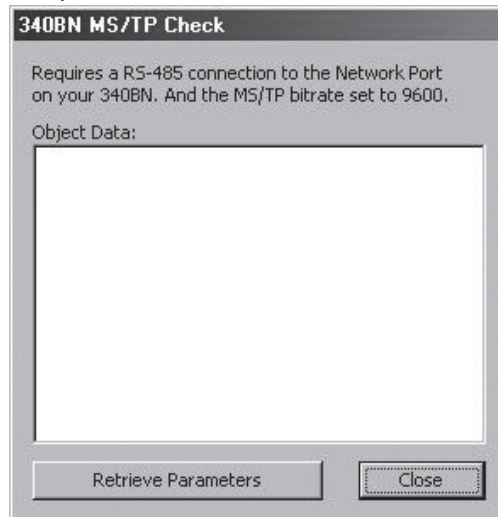 340BN MS/TP Check
Requires a RS-485 connection to the Network Port
on your 340BN. And the MS/TP bitrate set to 9600.
Object Data:
Retrieve Parameters
Close